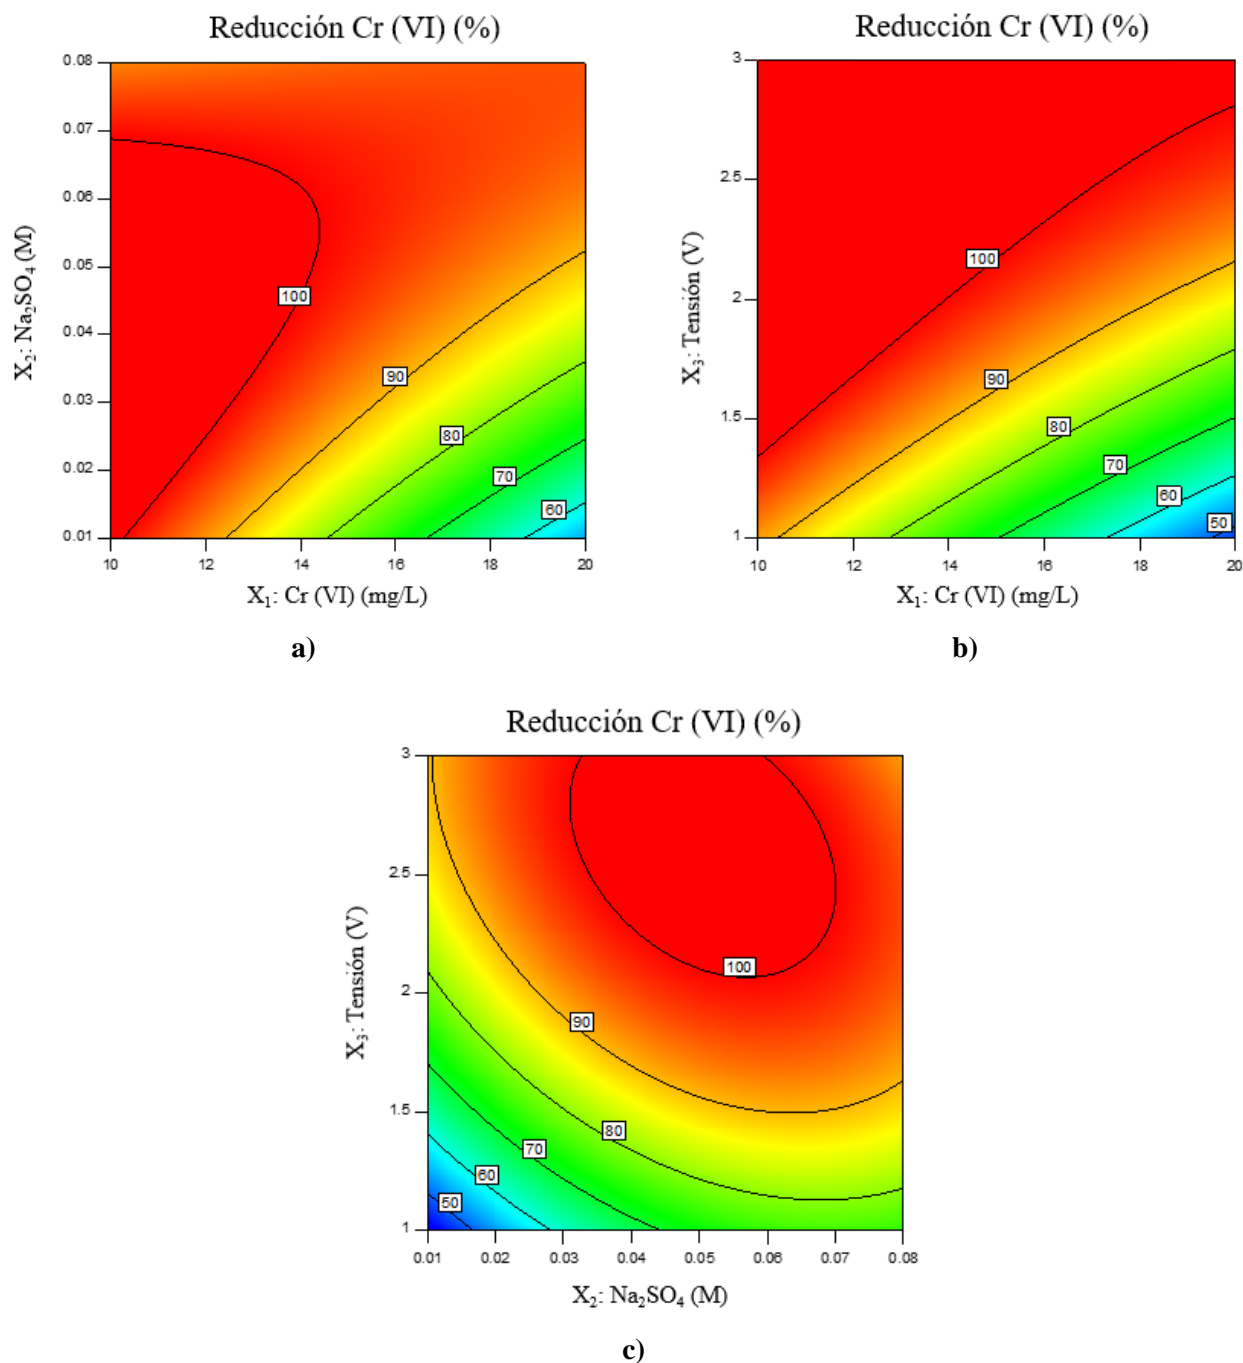 Reducción Cr (VI) (%)
0.08
0.07
0.06
0.05
0.04
0.03
0.02
0.01
X₂: Na₂SO₄ (M)
100
90
80
70
60
10 12 14 16 18 20
X₁: Cr (VI) (mg/L)
a)
Reducción Cr (VI) (%)
3
2.5
2
1.5
1
X₃: Tensión (V)
100
90
80
70
60
50
10 12 14 16 18 20
X₁: Cr (VI) (mg/L)
b)
Reducción Cr (VI) (%)
3
2.5
2
1.5
1
X₃: Tensión (V)
100
90
80
70
60
50
0.01 0.02 0.03 0.04 0.05 0.06 0.07 0.08
X₂: Na₂SO₄ (M)
c)